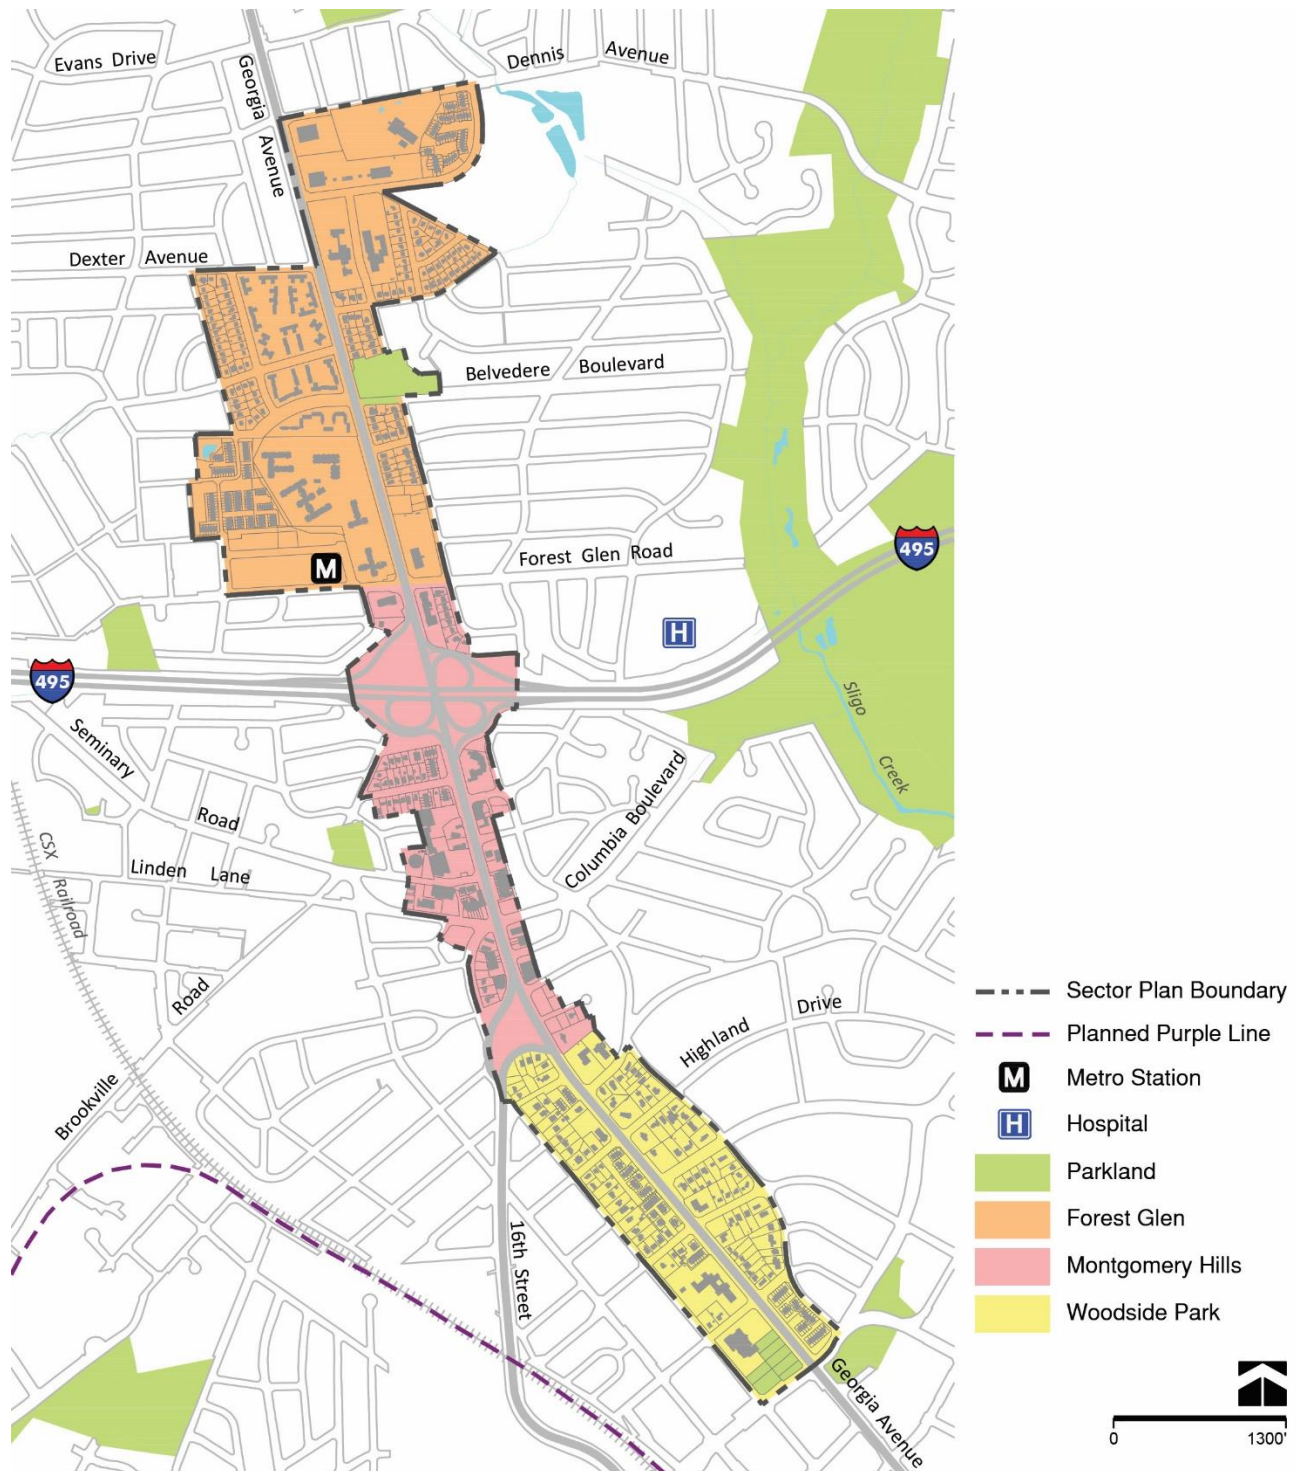 Evans Drive
Georgia Avenue
Dennis Avenue
Dexter Avenue
Belvedere Boulevard
Forest Glen Road
M
H
495
495
Sligo Creek
Seminary Road
Columbia Boulevard
CSX Railroad
Linden Lane
Brookville Road
Highland Drive
16th Street
Georgia Avenue
Sector Plan Boundary
Planned Purple Line
M Metro Station
H Hospital
Parkland
Forest Glen
Montgomery Hills
Woodside Park
0 1300'